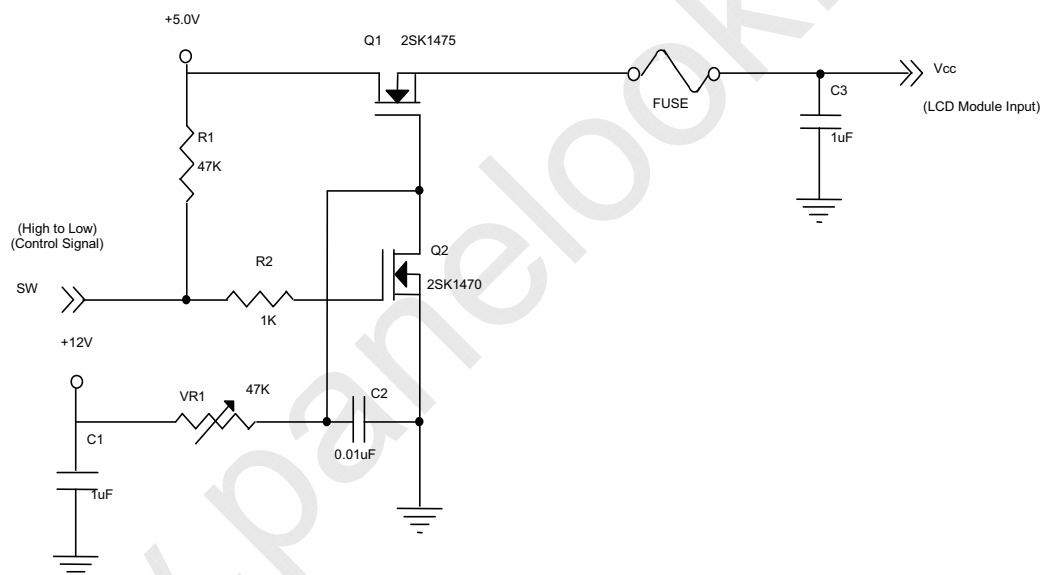 +5.0V
Q1 2SK1475
Vcc
FUSE
C3
(LCD Module Input)
R1
1uF
47K
(High to Low)
(Control Signal)
Q2
R2
2SK1470
SW
1K
+12V
VR1
47K
C2
C1
0.01uF
1uF
panelook